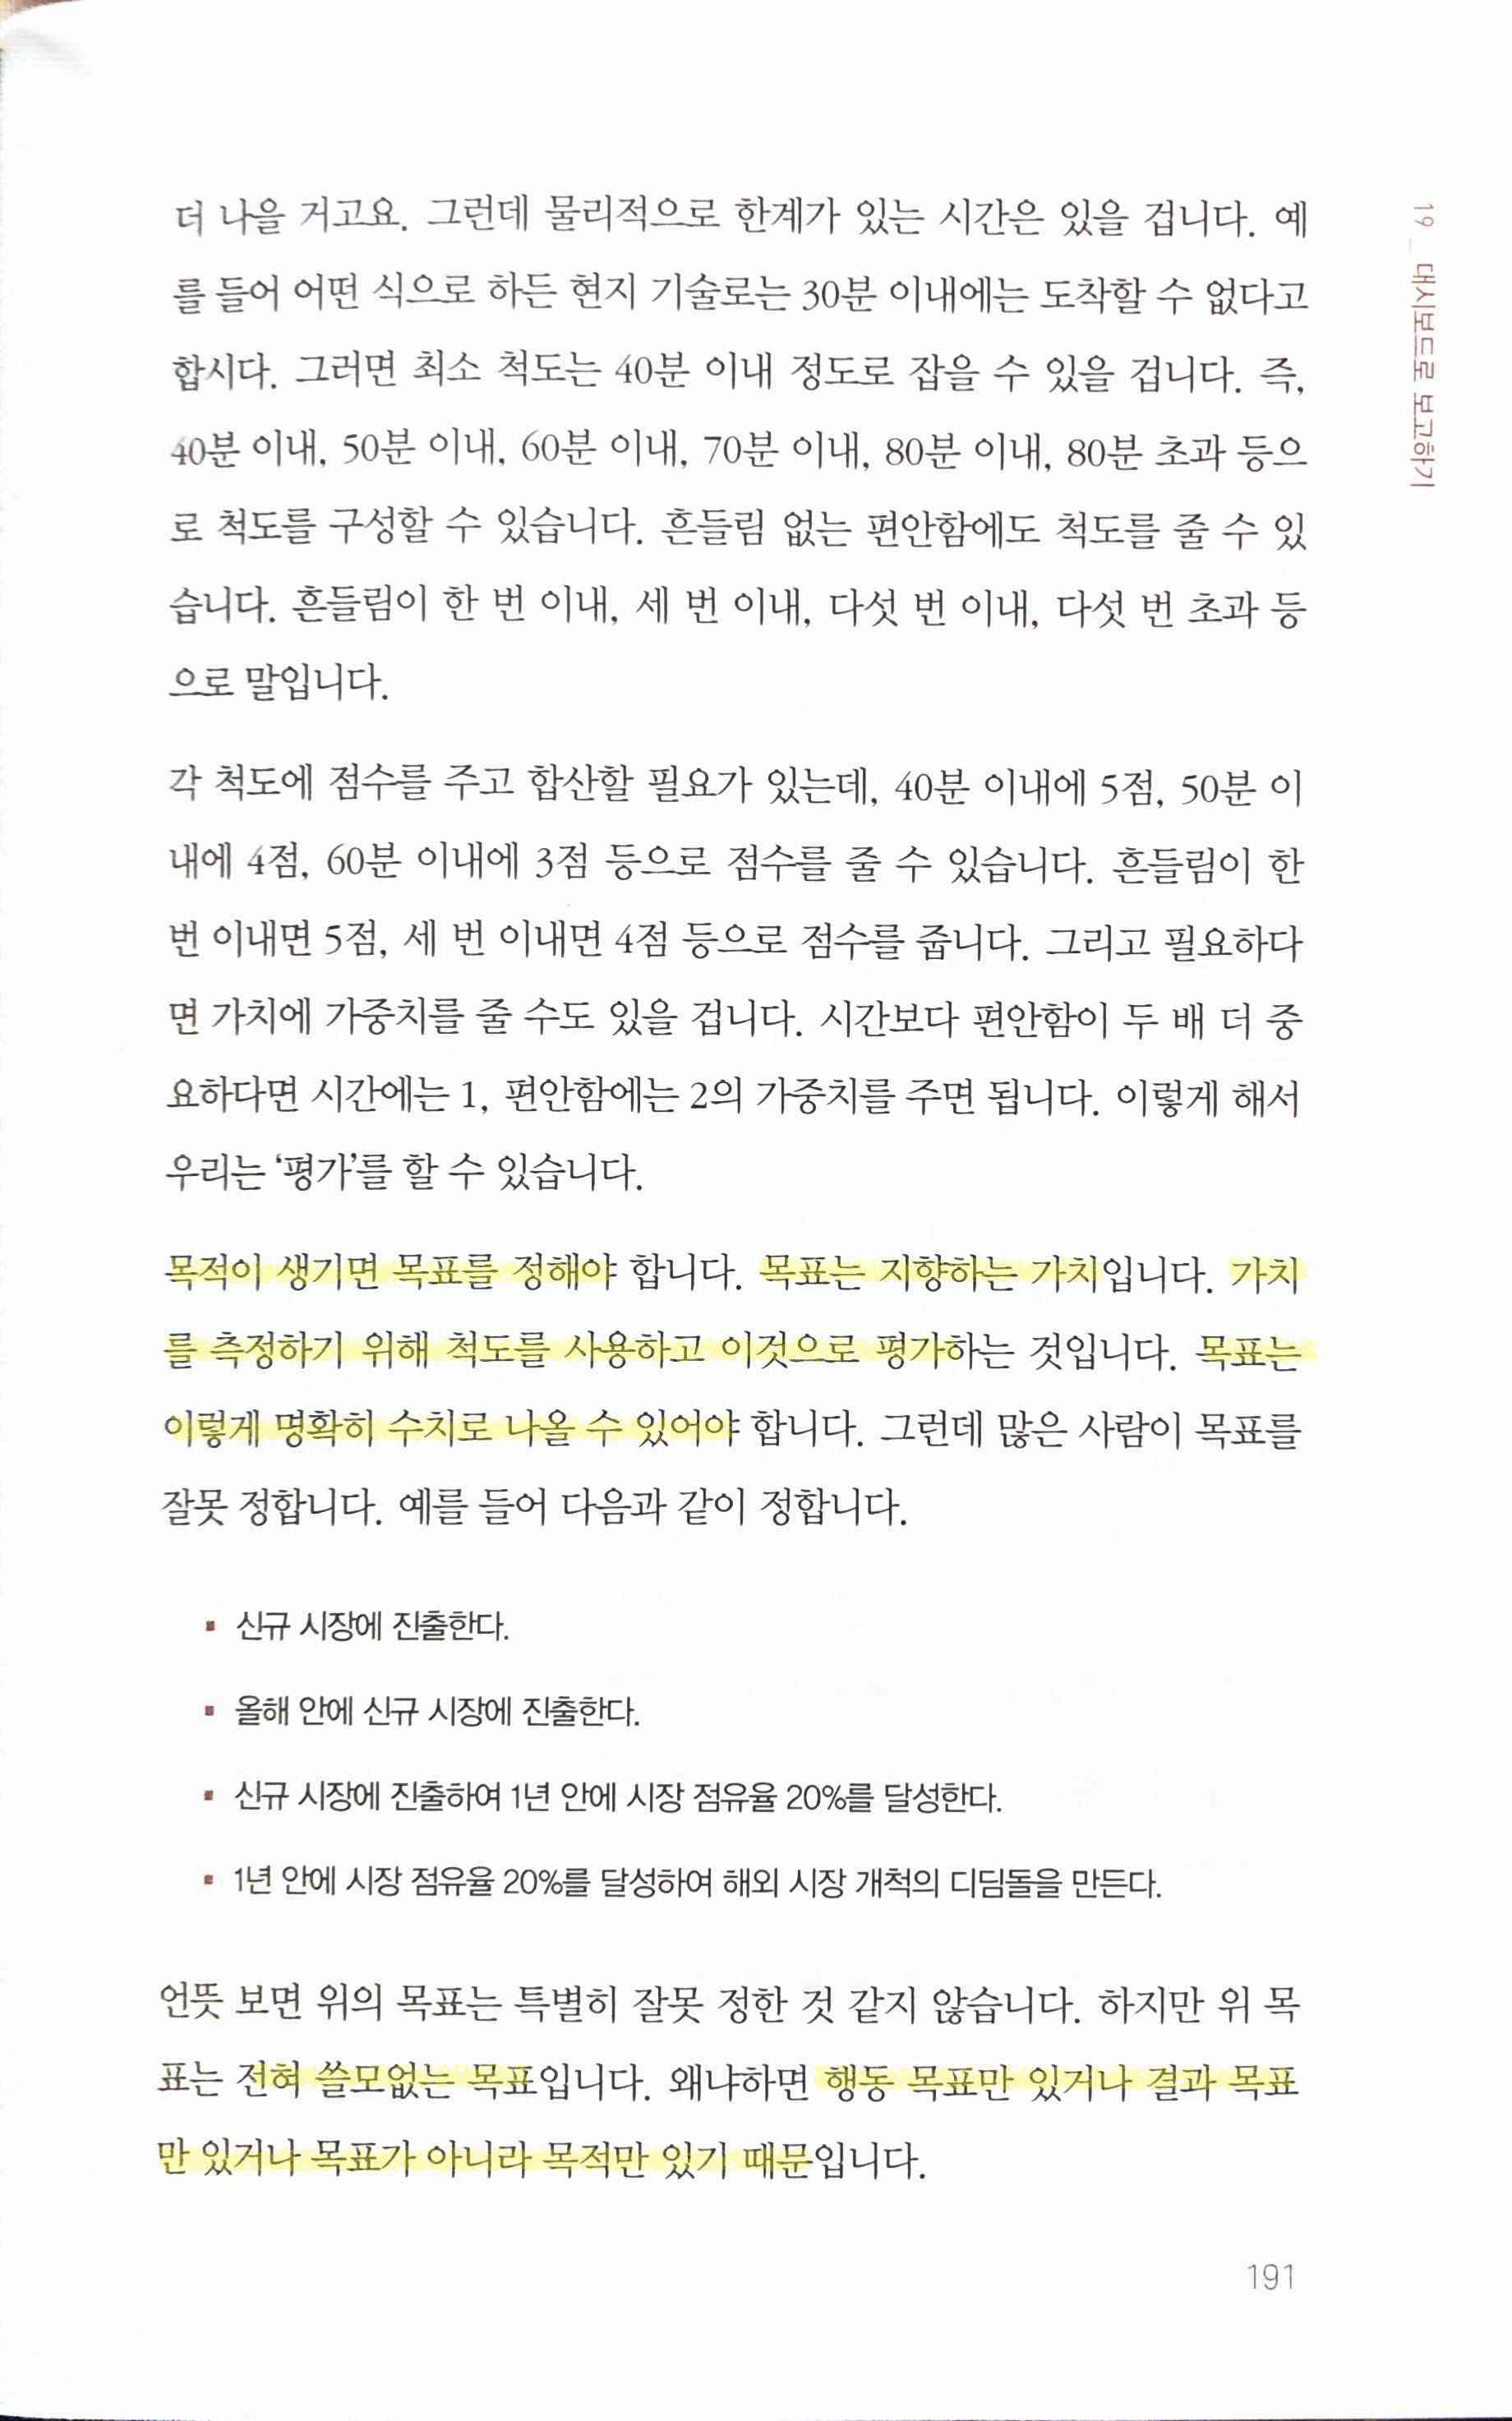 더 나을 거고요. 그런데 물리적으로 한계가 있는 시간은 있을 겁니다. 예
를 들어 어떤 식으로 하든 현지 기술로는 30분 이내에는 도착할 수 없다고
합시다. 그러면 최소 척도는 40분 이내 정도로 잡을 수 있을 겁니다. 즉,
40분 이내, 50분 이내, 60분 이내, 70분 이내, 80분 이내, 80분 초과 등으
로 척도를 구성할 수 있습니다. 흔들림 없는 편안함에도 척도를 줄 수 있
습니다. 흔들림이 한 번 이내, 세 번 이내, 다섯 번 이내, 다섯 번 초과 등
으로 말입니다.
각 척도에 점수를 주고 합산할 필요가 있는데, 40분 이내에 5점, 50분 이
내에 4점, 60분 이내에 3점 등으로 점수를 줄 수 있습니다. 흔들림이 한
번 이내면 5점, 세 번 이내면 4점 등으로 점수를 줍니다. 그리고 필요하다
면 가치에 가중치를 줄 수도 있을 겁니다. 시간보다 편안함이 두 배 더 중
요하다면 시간에는 1, 편안함에는 2의 가중치를 주면 됩니다. 이렇게 해서
우리는 ‘평가’를 할 수 있습니다.
목적이 생기면 목표를 정해야 합니다. 목표는 지향하는 가치입니다. 가치
를 측정하기 위해 척도를 사용하고 이것으로 평가하는 것입니다. 목표는
이렇게 명확히 수치로 나올 수 있어야 합니다. 그런데 많은 사람이 목표를
잘못 정합니다. 예를 들어 다음과 같이 정합니다.
▪ 신규 시장에 진출한다.
▪ 올해 안에 신규 시장에 진출한다.
▪ 신규 시장에 진출하여 1년 안에 시장 점유율 20%를 달성한다.
▪ 1년 안에 시장 점유율 20%를 달성하여 해외 시장 개척의 디딤돌을 만든다.
언뜻 보면 위의 목표는 특별히 잘못 정한 것 같지 않습니다. 하지만 위 목
표는 전혀 쓸모없는 목표입니다. 왜냐하면 행동 목표만 있거나 결과 목표
만 있거나 목표가 아니라 목적만 있기 때문입니다.
19 _ 대시보드로 보고하기
191